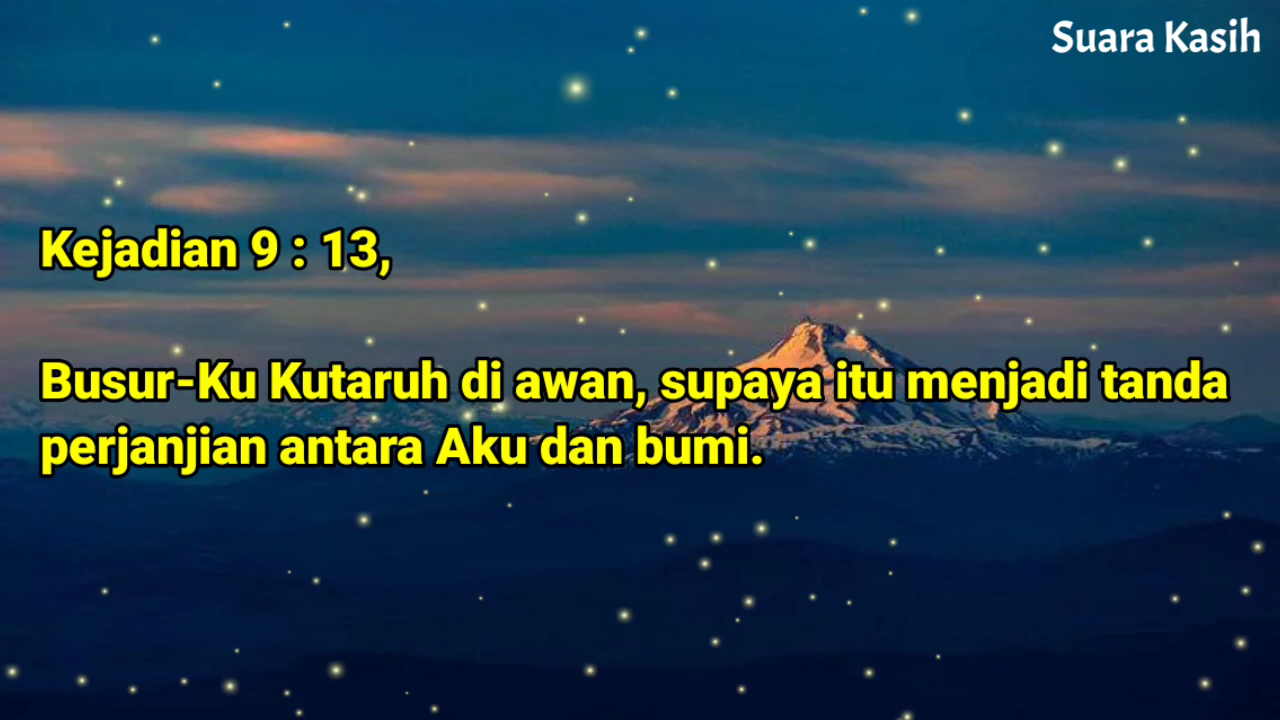 Suara Kasih
Kejadian 9 : 13,
Busur-Ku Kutaruh di awan, supaya itu menjadi tanda
perjanjian antara Aku dan bumi.